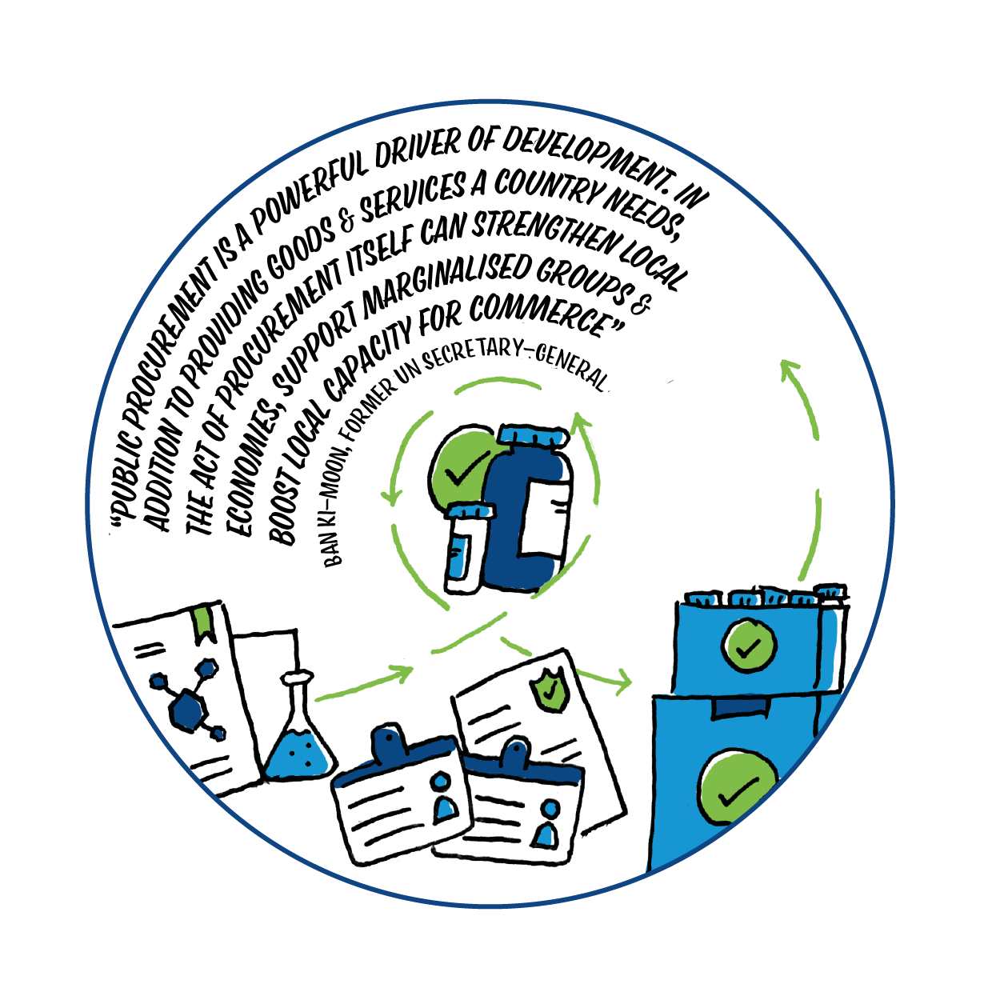 “PUBLIC PROCUREMENT IS A POWERFUL DRIVER OF DEVELOPMENT. IN
ADDITION TO PROVIDING GOODS & SERVICES A COUNTRY NEEDS,
THE ACT OF PROCUREMENT ITSELF CAN STRENGTHEN LOCAL
ECONOMIES, SUPPORT MARGINALISED GROUPS &
BOOST LOCAL CAPACITY FOR COMMERCE”
BAN KI-MOON, FORMER UN SECRETARY-GENERAL